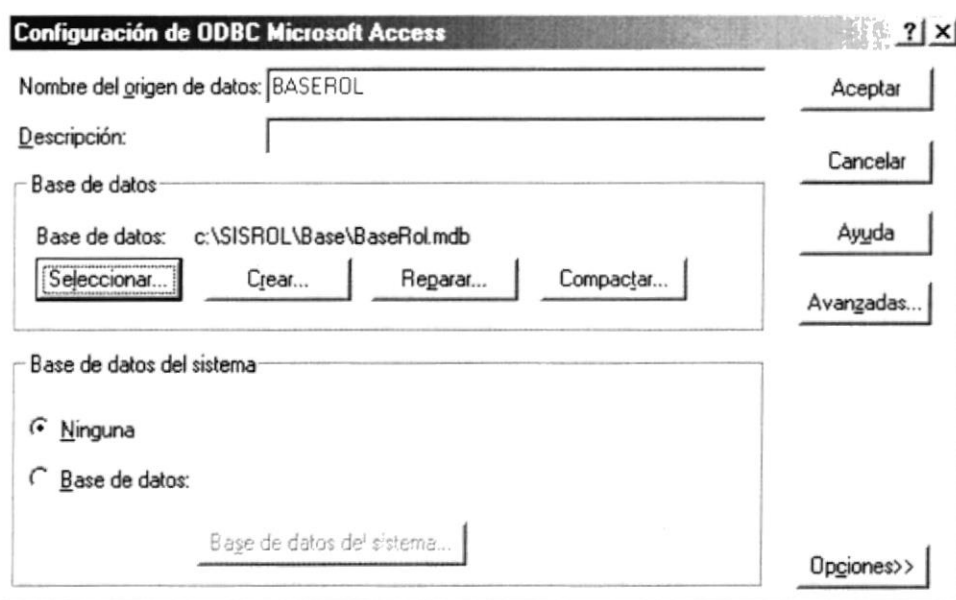 Configuración de ODBC Microsoft Access ? ×
Nombre del origen de datos: BASEROL
Aceptar
Descripción:
Cancelar
Base de datos
Base de datos: c:\SISROL\Base\BaseRol.mdb
Ayuda
Seleccionar... Crear... Reparar... Compactar...
Avanzadas...
Base de datos del sistema
Ninguna
Base de datos:
Base de datos del sistema...
Opciones>>